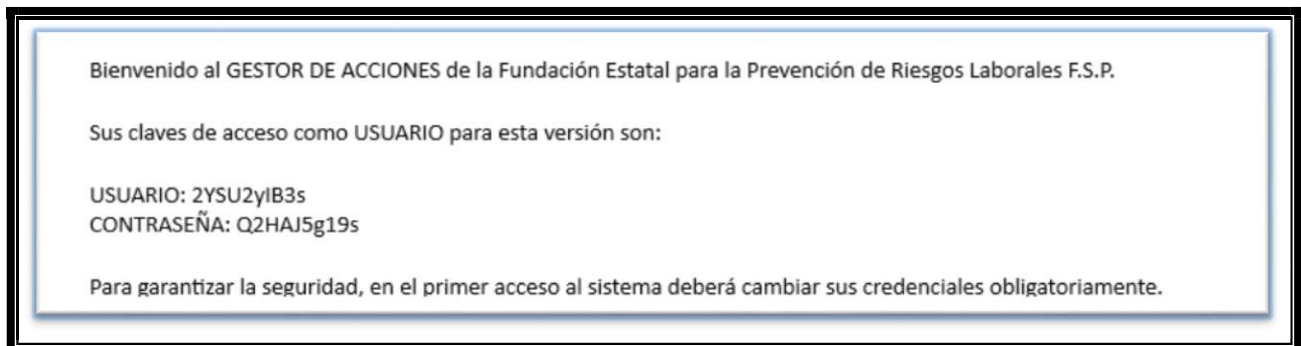 Bienvenido al GESTOR DE ACCIONES de la Fundación Estatal para la Prevención de Riesgos Laborales F.S.P.
Sus claves de acceso como USUARIO para esta versión son:
USUARIO: 2YSU2yIB3s
CONTRASEÑA: Q2HAJ5g19s
Para garantizar la seguridad, en el primer acceso al sistema deberá cambiar sus credenciales obligatoriamente.